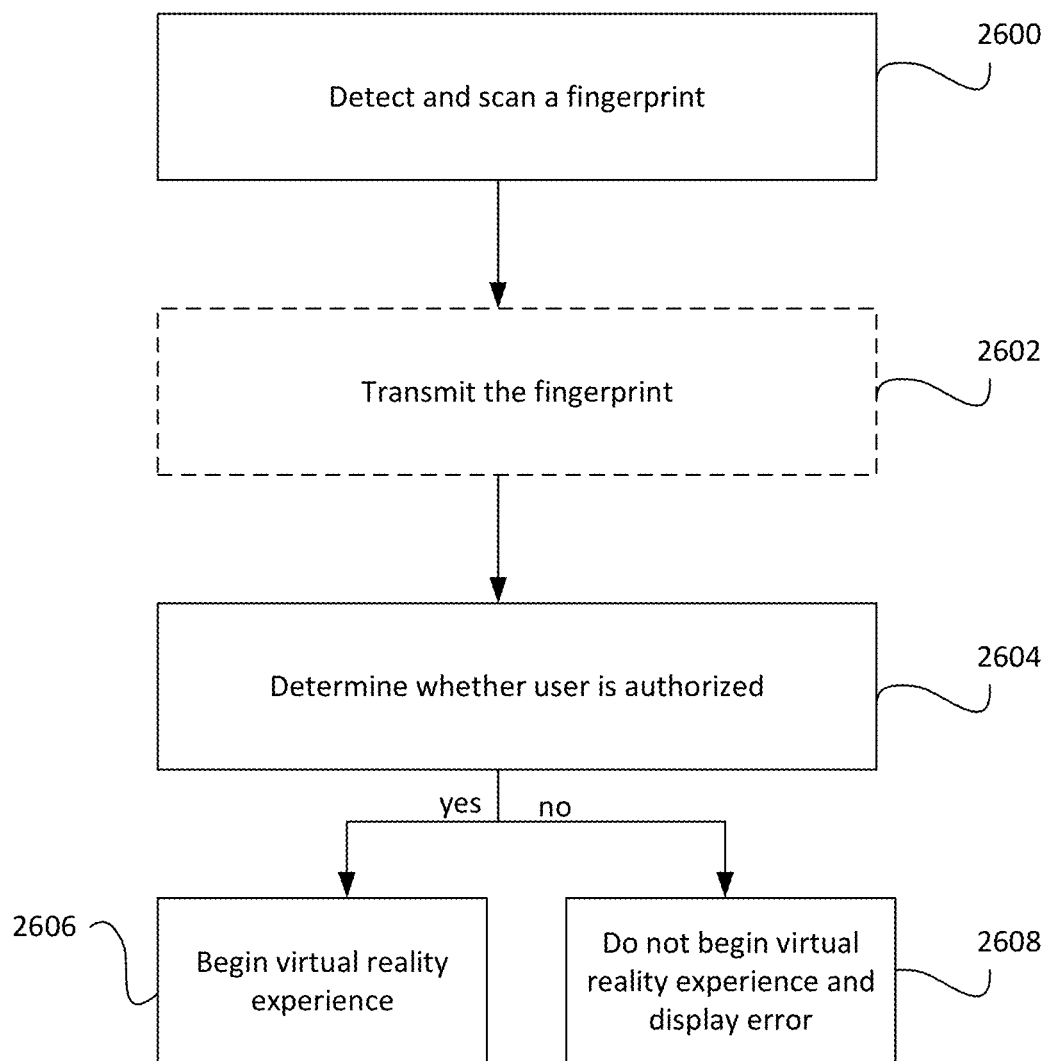 2600
Detect and scan a fingerprint
2602
Transmit the fingerprint
2604
Determine whether user is authorized
yes
no
2606
Begin virtual reality
experience
2608
Do not begin virtual
reality experience and
display error